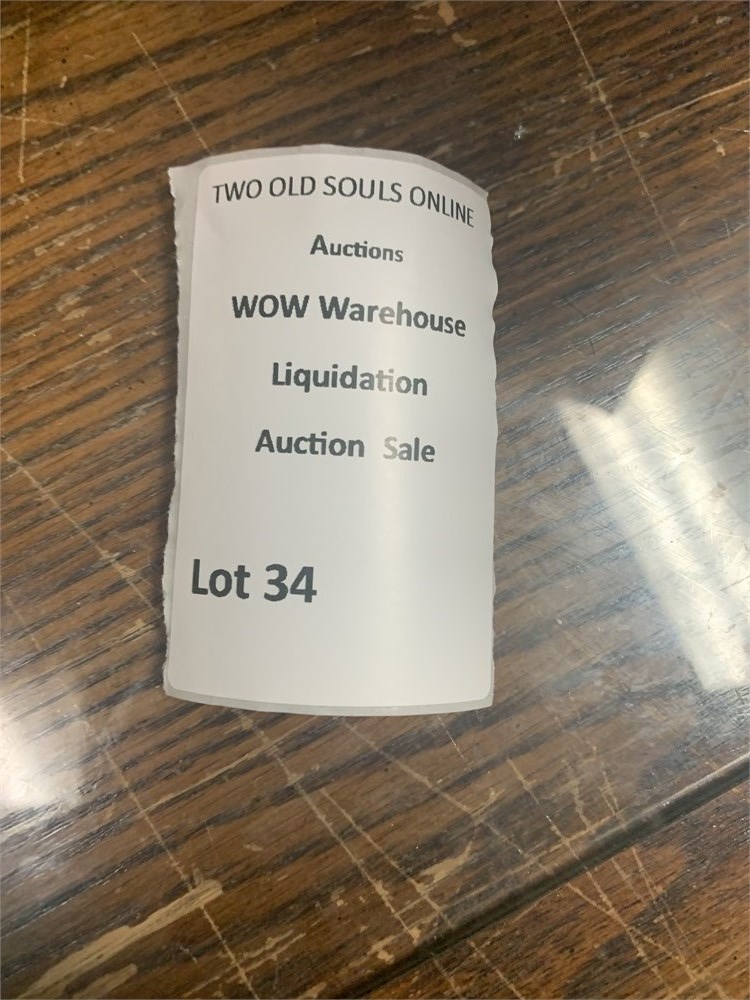 TWO OLD SOULS ONLINE
Auctions
WOW Warehouse
Liquidation
Auction Sale
Lot 34